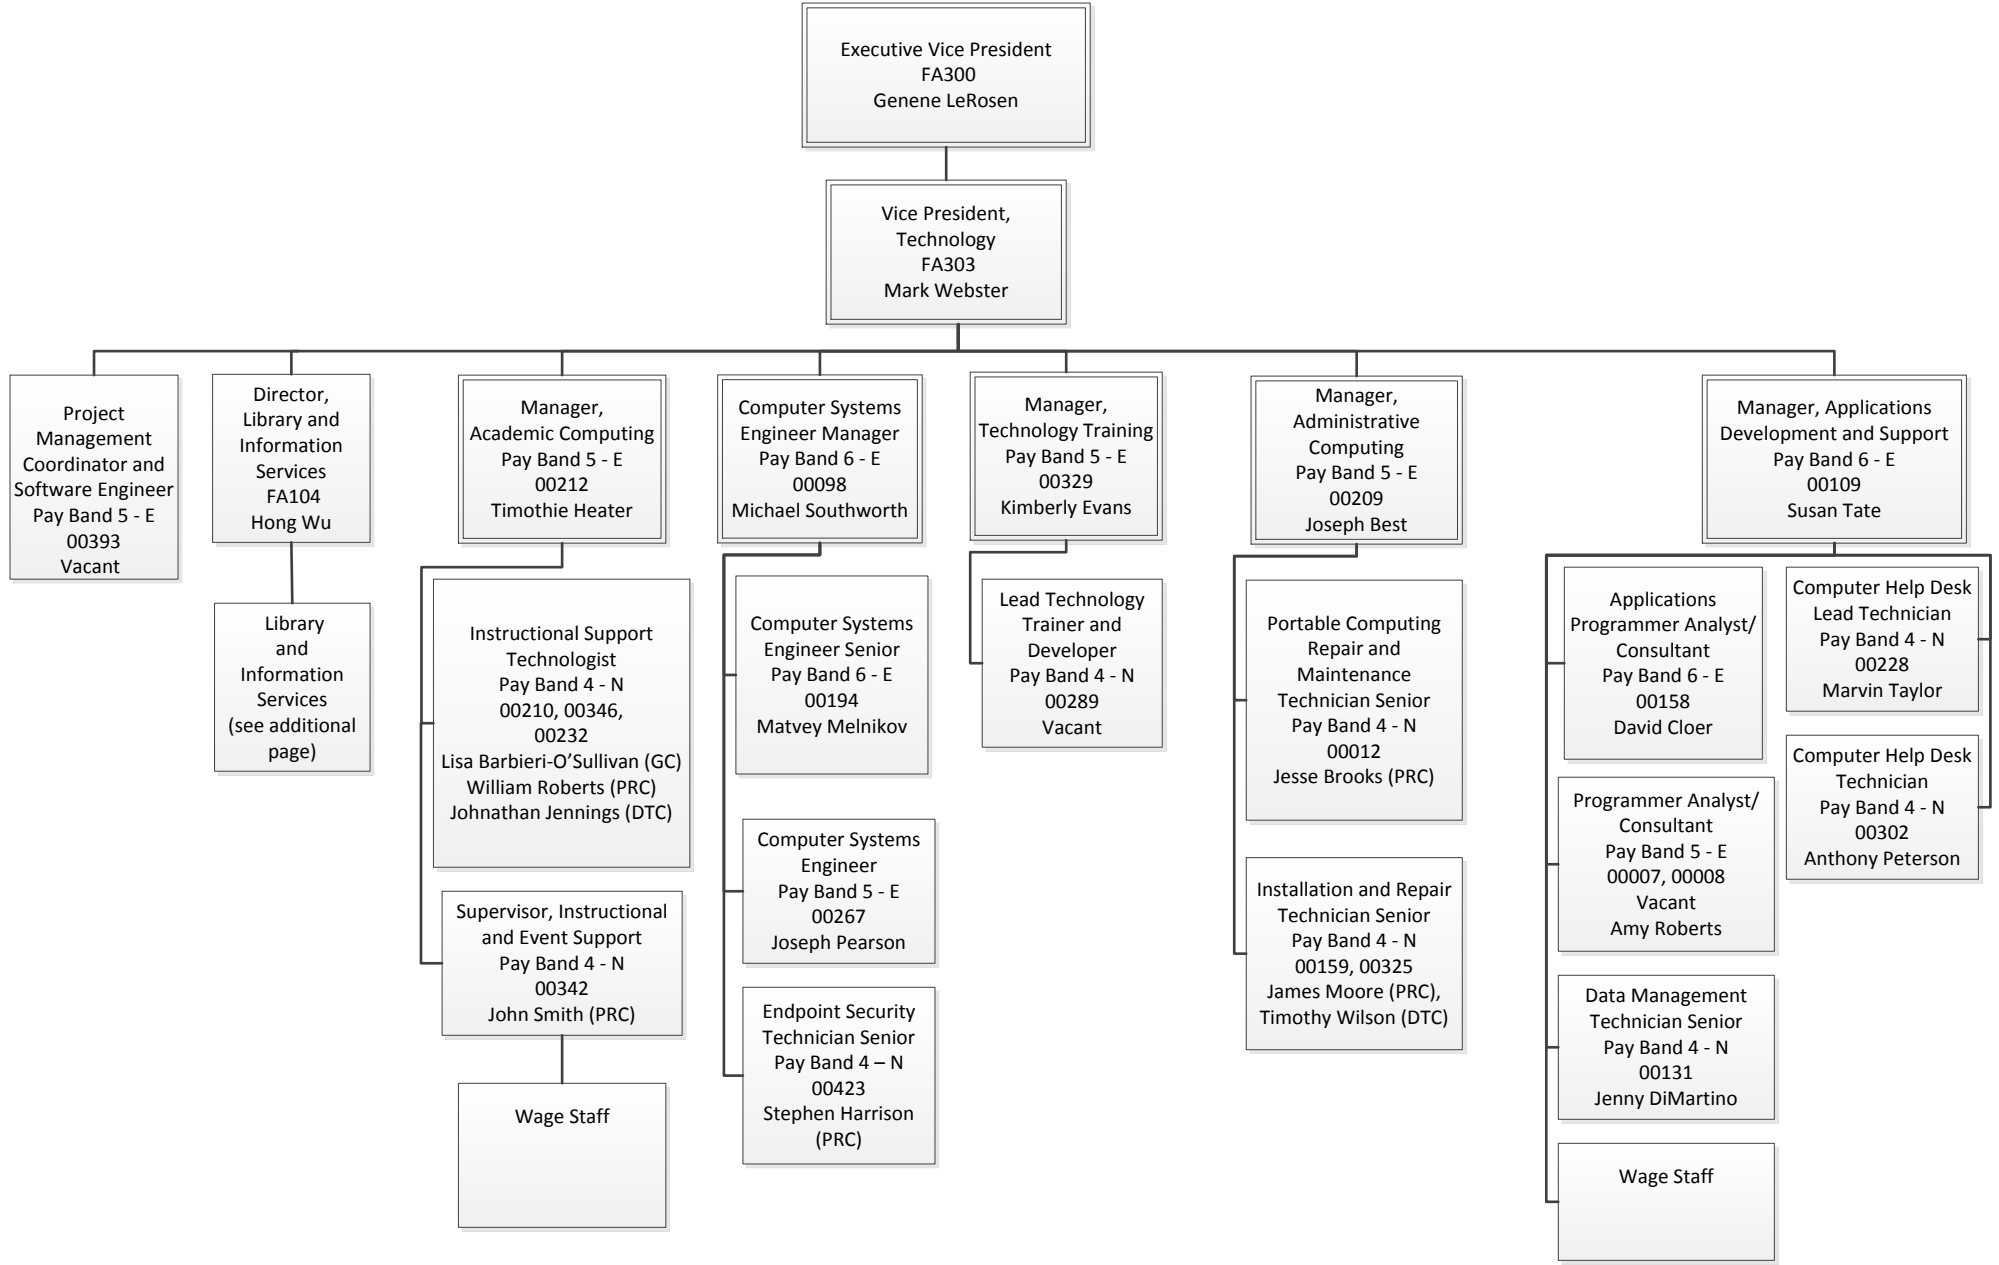 Executive Vice President
FA300
Genene LeRosen
Vice President,
Technology
FA303
Mark Webster
Project
Management
Coordinator and
Software Engineer
Pay Band 5 - E
00393
Vacant
Director,
Library and
Information
Services
FA104
Hong Wu
Library
and
Information
Services
(see additional
page)
Manager,
Academic Computing
Pay Band 5 - E
00212
Timothie Heater
Instructional Support
Technologist
Pay Band 4 - N
00210, 00346,
00232
Lisa Barbieri-O’Sullivan (GC)
William Roberts (PRC)
Johnathan Jennings (DTC)
Supervisor, Instructional
and Event Support
Pay Band 4 - N
00342
John Smith (PRC)
Wage Staff
Computer Systems
Engineer Manager
Pay Band 6 - E
00098
Michael Southworth
Computer Systems
Engineer Senior
Pay Band 6 - E
00194
Matvey Melnikov
Computer Systems
Engineer
Pay Band 5 - E
00267
Joseph Pearson
Endpoint Security
Technician Senior
Pay Band 4 – N
00423
Stephen Harrison
(PRC)
Manager,
Technology Training
Pay Band 5 - E
00329
Kimberly Evans
Lead Technology
Trainer and
Developer
Pay Band 4 - N
00289
Vacant
Manager,
Administrative
Computing
Pay Band 5 - E
00209
Joseph Best
Portable Computing
Repair and
Maintenance
Technician Senior
Pay Band 4 - N
00012
Jesse Brooks (PRC)
Installation and Repair
Technician Senior
Pay Band 4 - N
00159, 00325
James Moore (PRC),
Timothy Wilson (DTC)
Manager, Applications
Development and Support
Pay Band 6 - E
00109
Susan Tate
Applications
Programmer Analyst/
Consultant
Pay Band 6 - E
00158
David Cloer
Programmer Analyst/
Consultant
Pay Band 5 - E
00007, 00008
Vacant
Amy Roberts
Data Management
Technician Senior
Pay Band 4 - N
00131
Jenny DiMartino
Wage Staff
Computer Help Desk
Lead Technician
Pay Band 4 - N
00228
Marvin Taylor
Computer Help Desk
Technician
Pay Band 4 - N
00302
Anthony Peterson